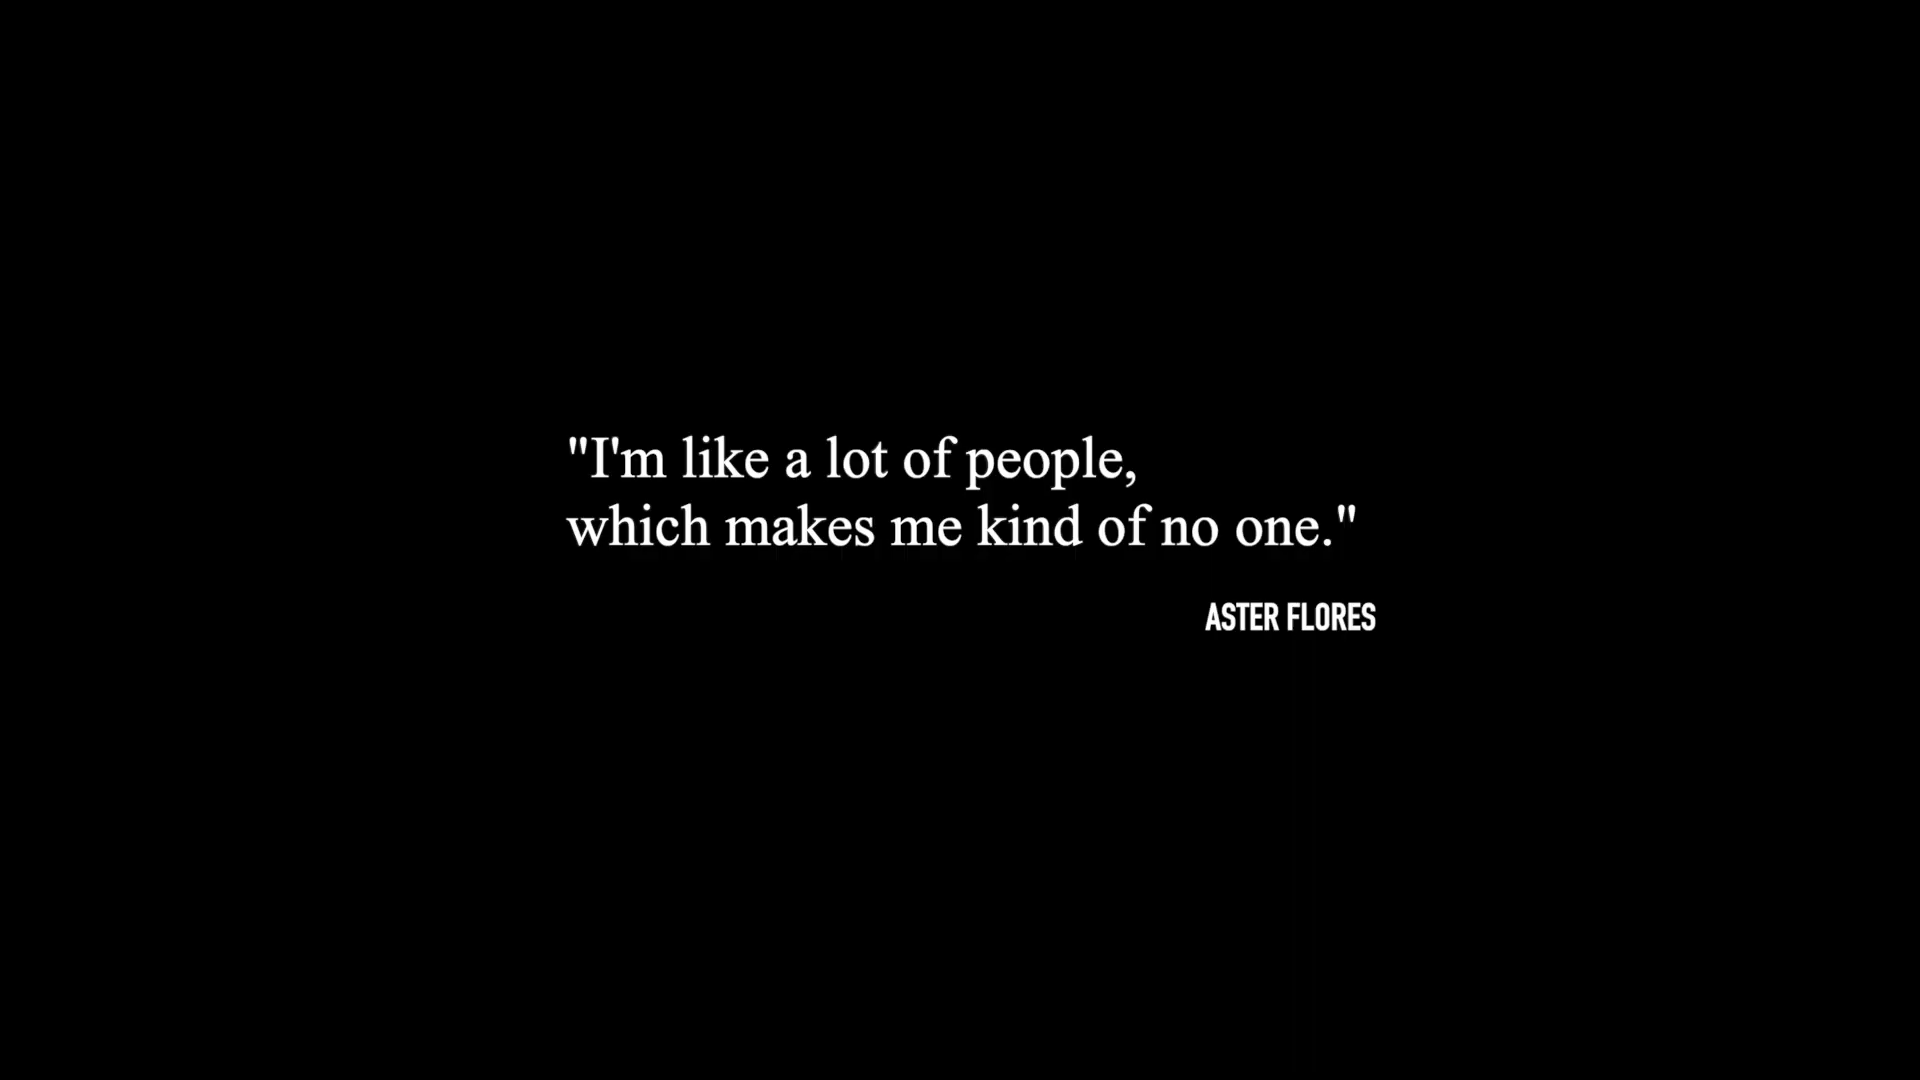 "I'm like a lot of people,
which makes me kind of no one."
ASTER FLORES